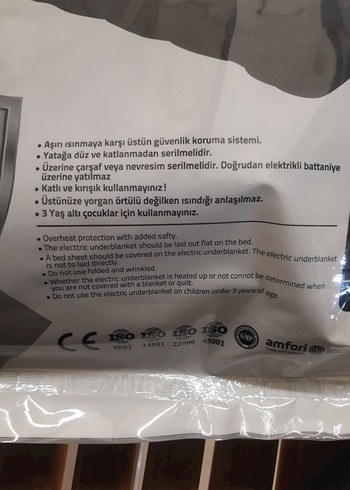 • Aşırı ısınmaya karşı üstün güvenlik koruma sistemi.
• Yatağa düz ve katlanmadan serilmelidir.
• Üzerine çarşaf veya nevresim serilmelidir. Doğrudan elektrikli battaniye
üzerine yatılmaz
• Katlı ve kırışık kullanmayınız!
• Üstünüze yorgan örtülü değilken ısındığı anlaşılmaz.
• 3 Yaş altı çocuklar için kullanmayınız.
• Overheat protection with added safty.
• The electtric underblanket should be laid out flat on the bed.
• A bed sheet should be covered on the electric underblanket. The electric underblanket
is not to laid directly.
• Do not use folded and wrinkled.
• Whether the electric underblanket is heated up or not connot be determined when
you are not covered with a blanket or quilt.
• Do not use the electric underblanket on children under 3 years of age.
CE ISO ISO ISO ISO GMP amfori
9001 14001 22000 45001